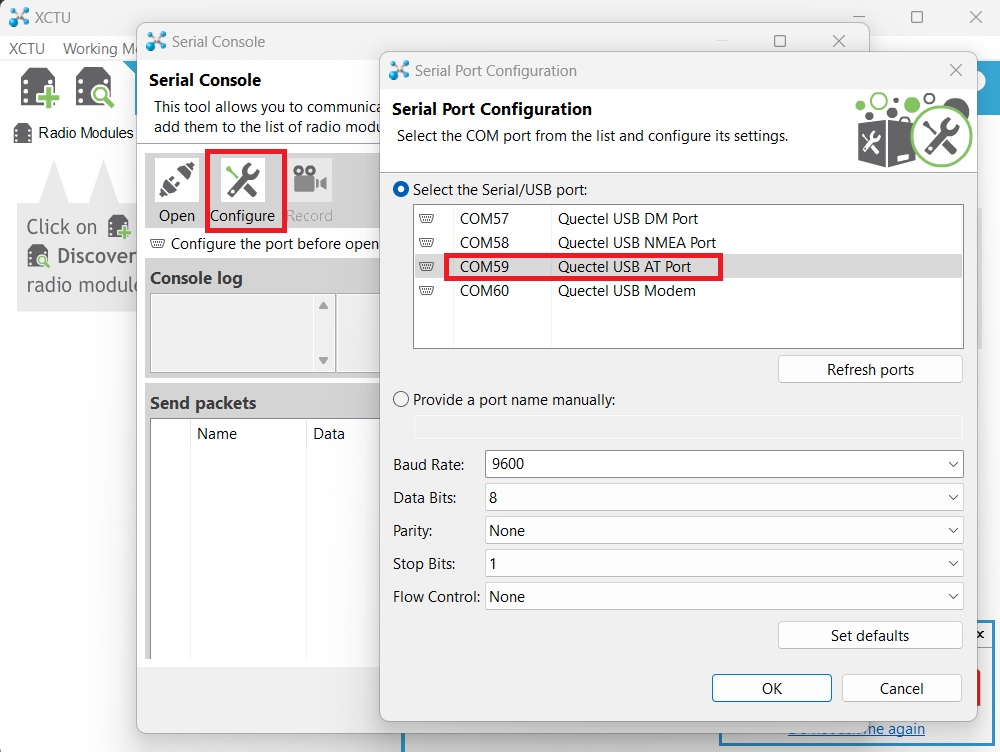 XCTU
XCTU Working M
Radio Modules
Click on
Discover
radio module
Serial Console
Serial Console
This tool allows you to communica
add them to the list of radio modu
Open
Configure
Record
Configure the port before open
Console log
Send packets
Name Data
Serial Port Configuration
Serial Port Configuration
Select the COM port from the list and configure its settings.
Select the Serial/USB port:
COM57 Quectel USB DM Port
COM58 Quectel USB NMEA Port
COM59 Quectel USB AT Port
COM60 Quectel USB Modem
Refresh ports
Provide a port name manually:
Baud Rate: 9600
Data Bits: 8
Parity: None
Stop Bits: 1
Flow Control: None
Set defaults
OK Cancel
me again